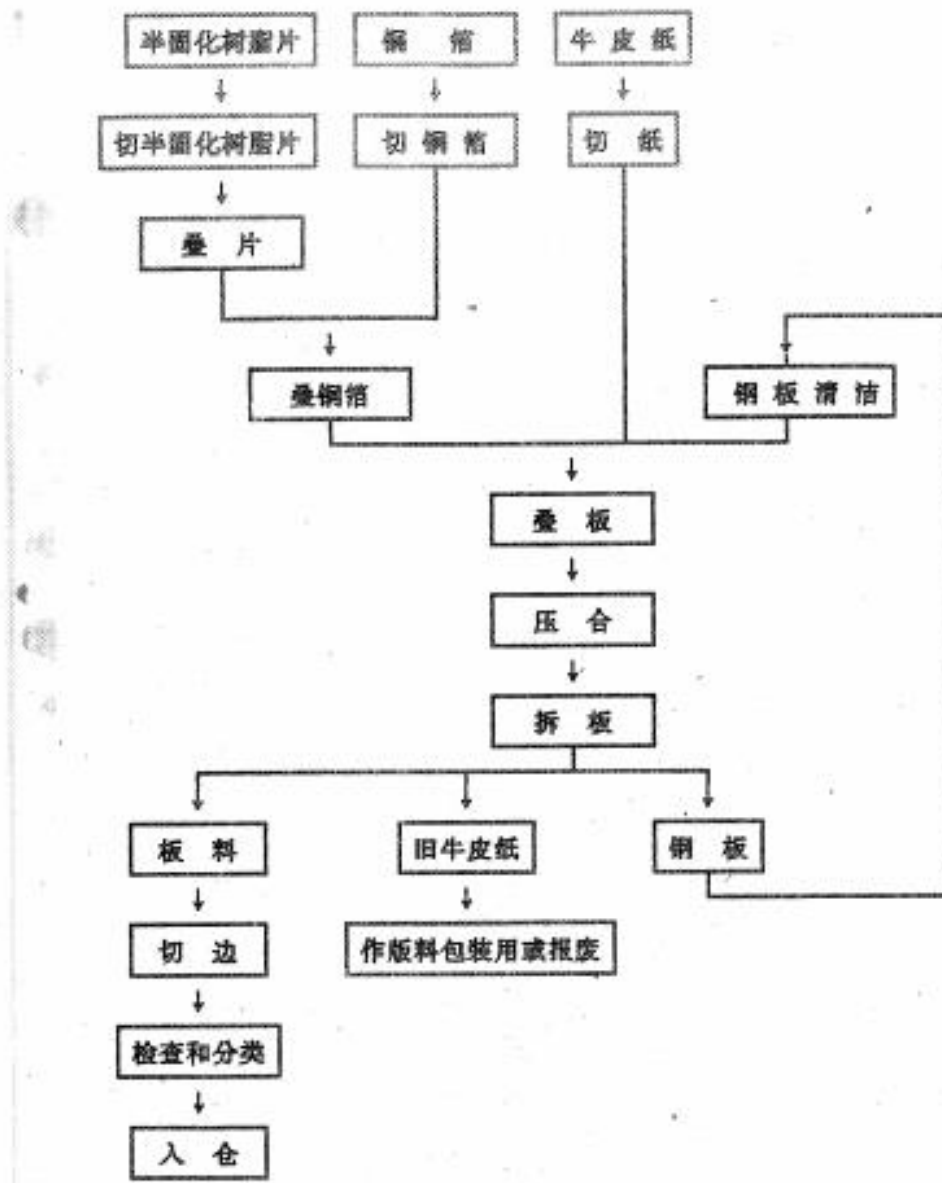 半固化树脂片 铜箔 牛皮纸
切半固化树脂片 切铜箔 切纸
叠片
叠铜箔 钢板清洁
叠板
压合
拆板
板料 旧牛皮纸 钢板
切边 作版料包装用或报废
检查和分类
入仓